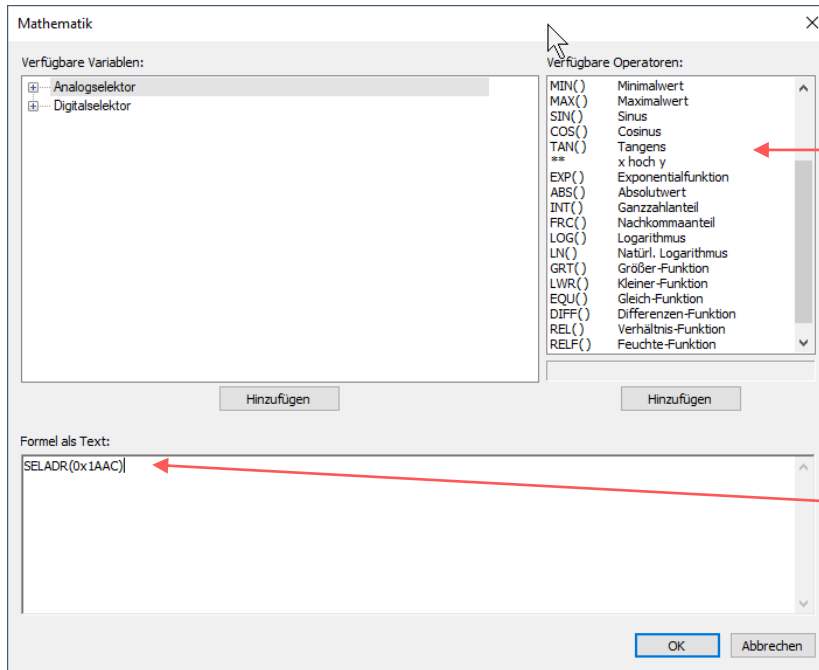 Mathematik
Verfügbare Variablen:
Analogselektor
Digitalselektor
Hinzufügen
Verfügbare Operatoren:
MIN() Minimalwert
MAX() Maximalwert
SIN() Sinus
COS() Cosinus
TAN() Tangens
** x hoch y
EXP() Exponentialfunktion
ABS() Absolutwert
INT() Ganzzahlanteil
FRC() Nachkommaanteil
LOG() Logarithmus
LN() Natürl. Logarithmus
GRT() Größer-Funktion
LWR() Kleiner-Funktion
EQU() Gleich-Funktion
DIFF() Differenzen-Funktion
REL() Verhältnis-Funktion
RELF() Feuchte-Funktion
Hinzufügen
Formel als Text:
SELADR(0x1AAC)
OK Abbrechen